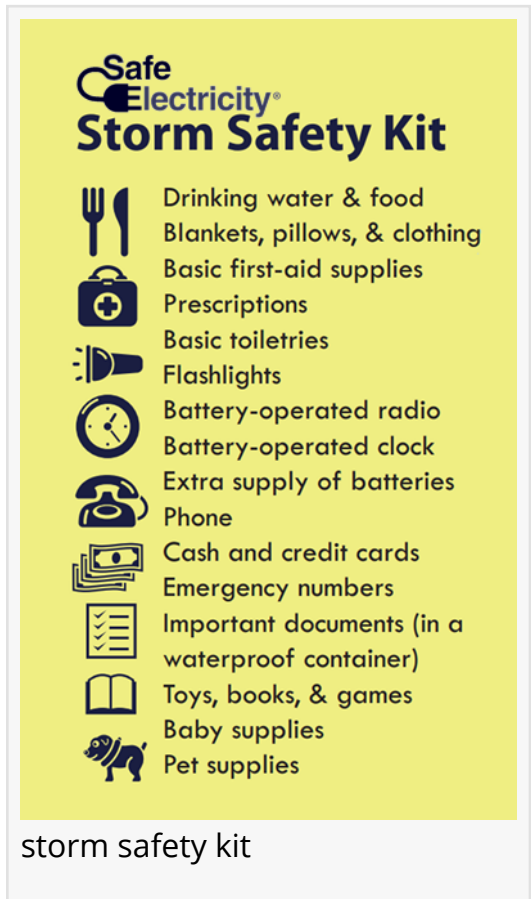 Safe
Electricity®
Storm Safety Kit
Drinking water & food
Blankets, pillows, & clothing
Basic first-aid supplies
Prescriptions
Basic toiletries
Flashlights
Battery-operated radio
Battery-operated clock
Extra supply of batteries
Phone
Cash and credit cards
Emergency numbers
Important documents (in a
waterproof container)
Toys, books, & games
Baby supplies
Pet supplies
storm safety kit